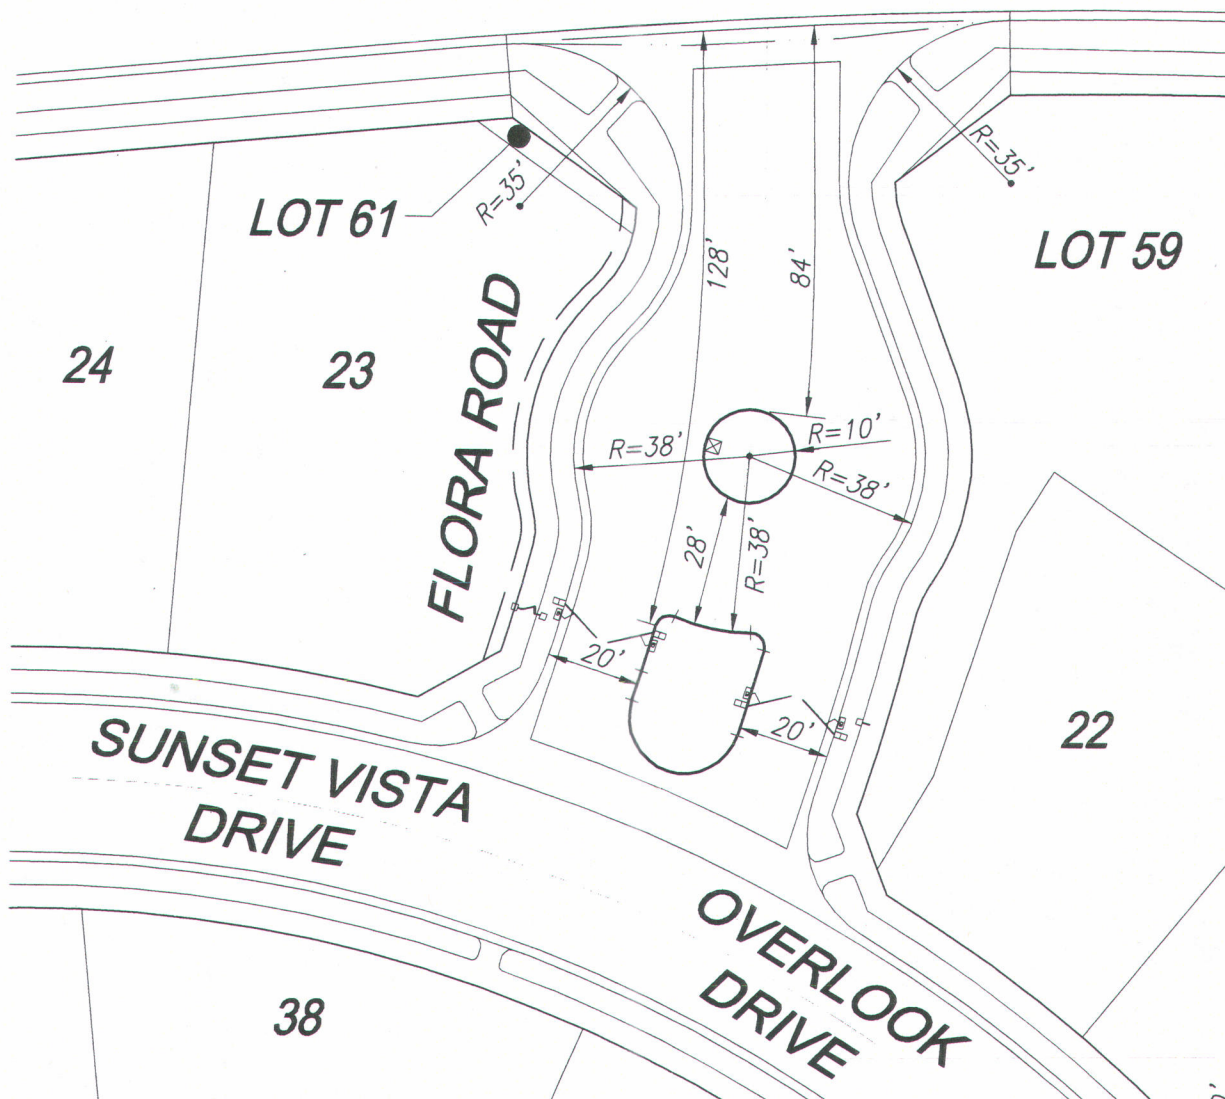 R=35'
R=35'
LOT 61
LOT 59
128'
84'
FLORA ROAD
24
23
R=10'
R=38'
R=38'
28'
R=38'
20'
20'
22
SUNSET VISTA
DRIVE
OVERLOOK
DRIVE
38